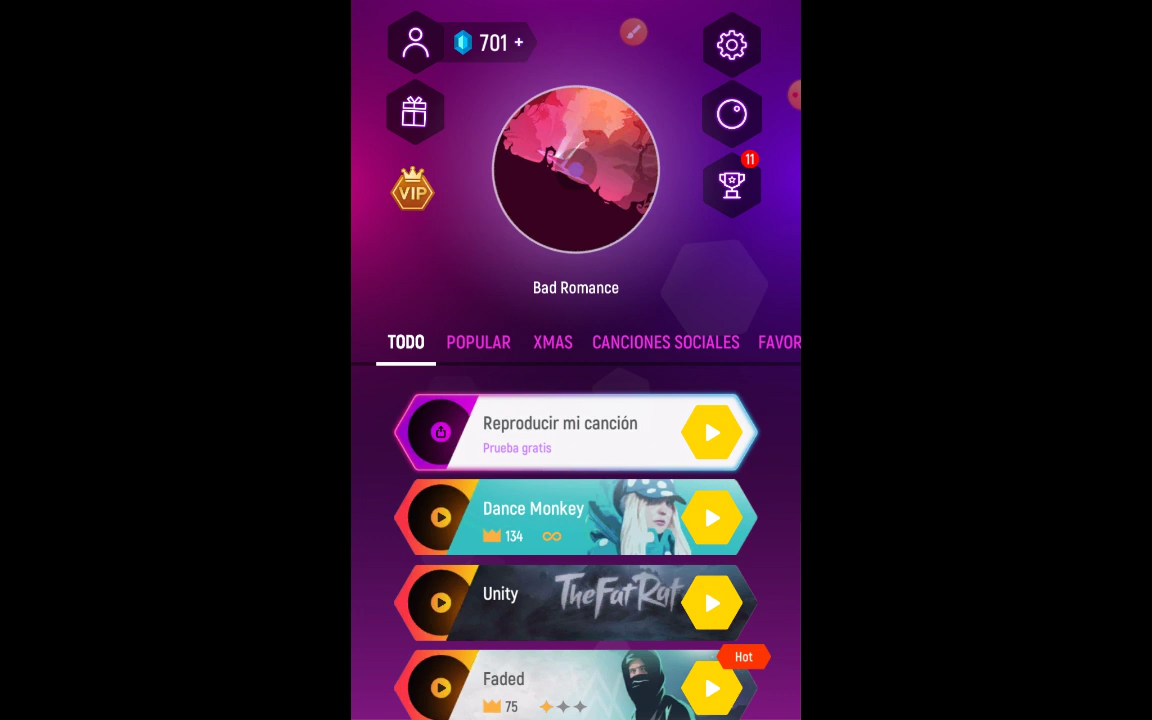 701 +
11
VIP
Bad Romance
TODO POPULAR XMAS CANCIONES SOCIALES FAVOR
Reproducir mi canción
Prueba gratis
Dance Monkey
134
Unity
TheFatRat
Hot
Faded
75